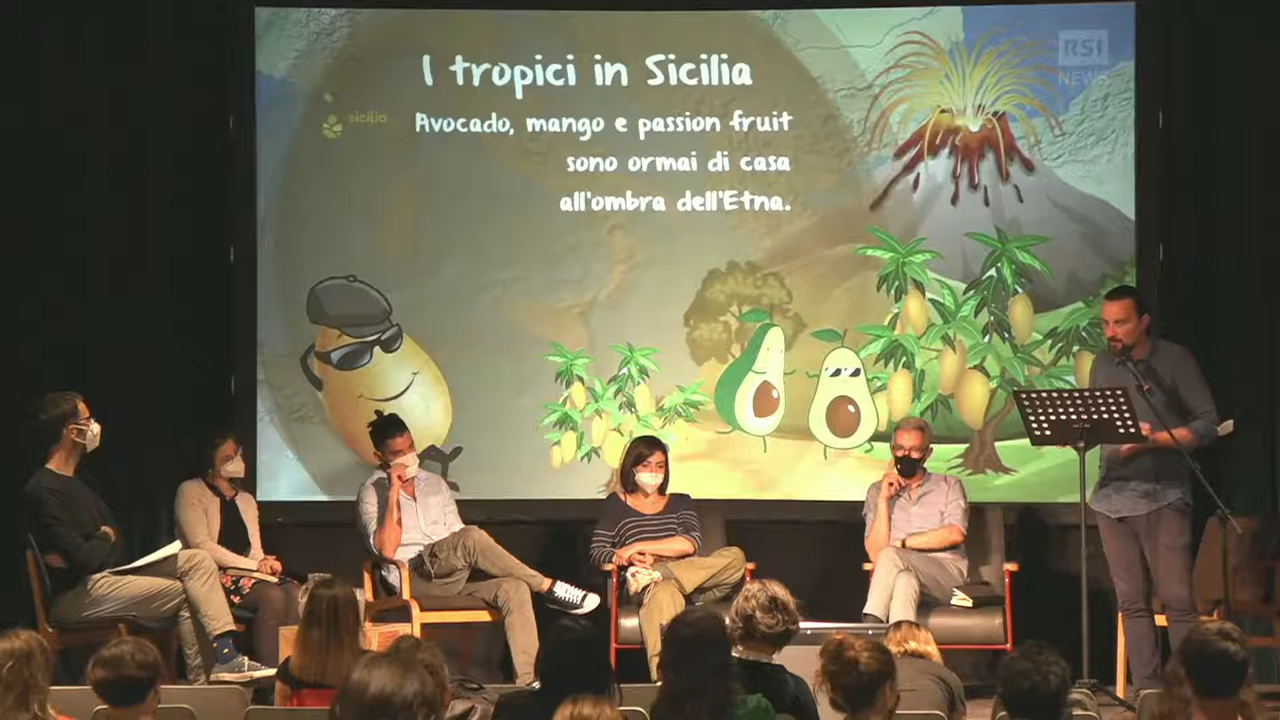 I tropici in Sicilia
Avocado, mango e passion fruit
sono ormai di casa
all'ombra dell'Etna.
sicilia
RSI
NEWS